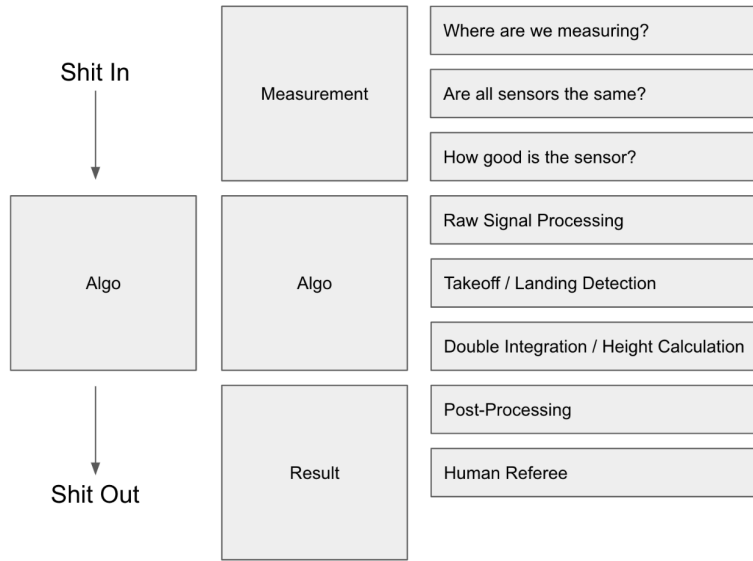 Shit In
Algo
Shit Out
Measurement
Algo
Result
Where are we measuring?
Are all sensors the same?
How good is the sensor?
Raw Signal Processing
Takeoff / Landing Detection
Double Integration / Height Calculation
Post-Processing
Human Referee